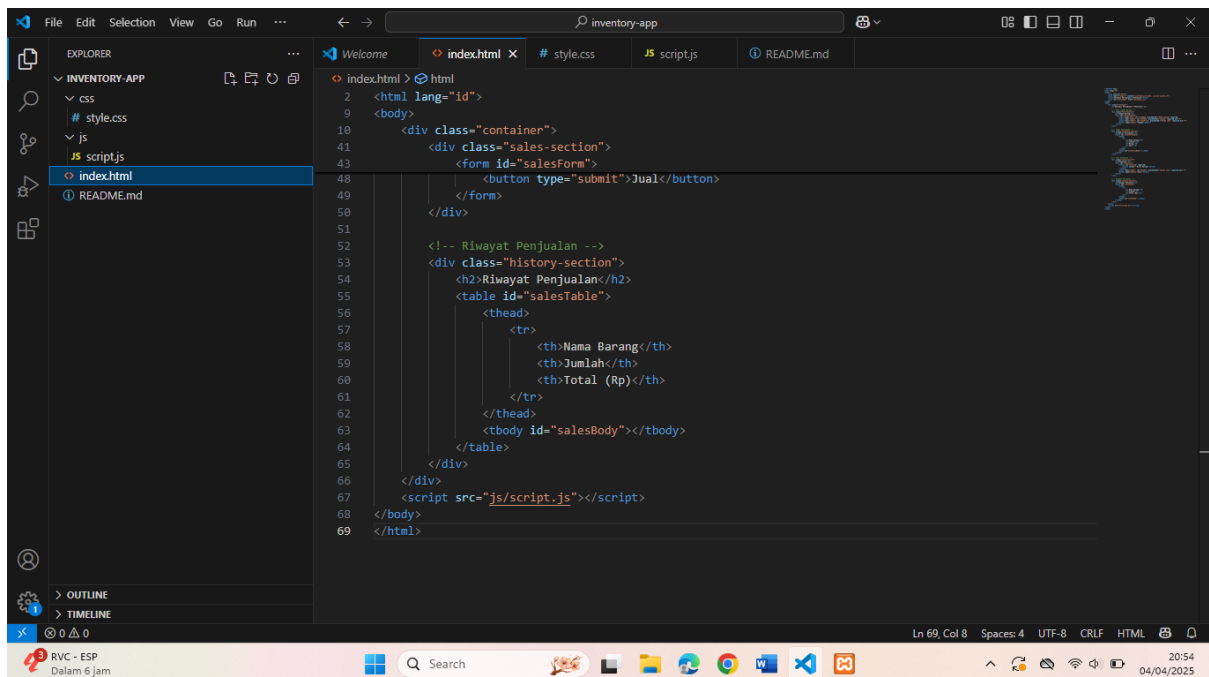 File Edit Selection View Go Run ···
inventory-app
EXPLORER ···
INVENTORY-APP
css
# style.css
js
JS script.js
<> index.html
README.md
OUTLINE
TIMELINE
Welcome
<> index.html ×
# style.css
JS script.js
README.md
<> index.html > html
2 <html lang="id">
9 <body>
10 <div class="container">
41 <div class="sales-section">
43 <form id="salesForm">
48 <button type="submit">Jual</button>
49 </form>
50 </div>
51
52 <!-- Riwayat Penjualan -->
53 <div class="history-section">
54 <h2>Riwayat Penjualan</h2>
55 <table id="salesTable">
56 <thead>
57 <tr>
58 <th>Nama Barang</th>
59 <th>Jumlah</th>
60 <th>Total (Rp)</th>
61 </tr>
62 </thead>
63 <tbody id="salesBody"></tbody>
64 </table>
65 </div>
66 </div>
67 <script src="js/script.js"></script>
68 </body>
69 </html>
1
0 0
Ln 69, Col 8 Spaces: 4 UTF-8 CRLF HTML
3
RVC - ESP
Dalam 6 jam
Search
20:54
04/04/2025